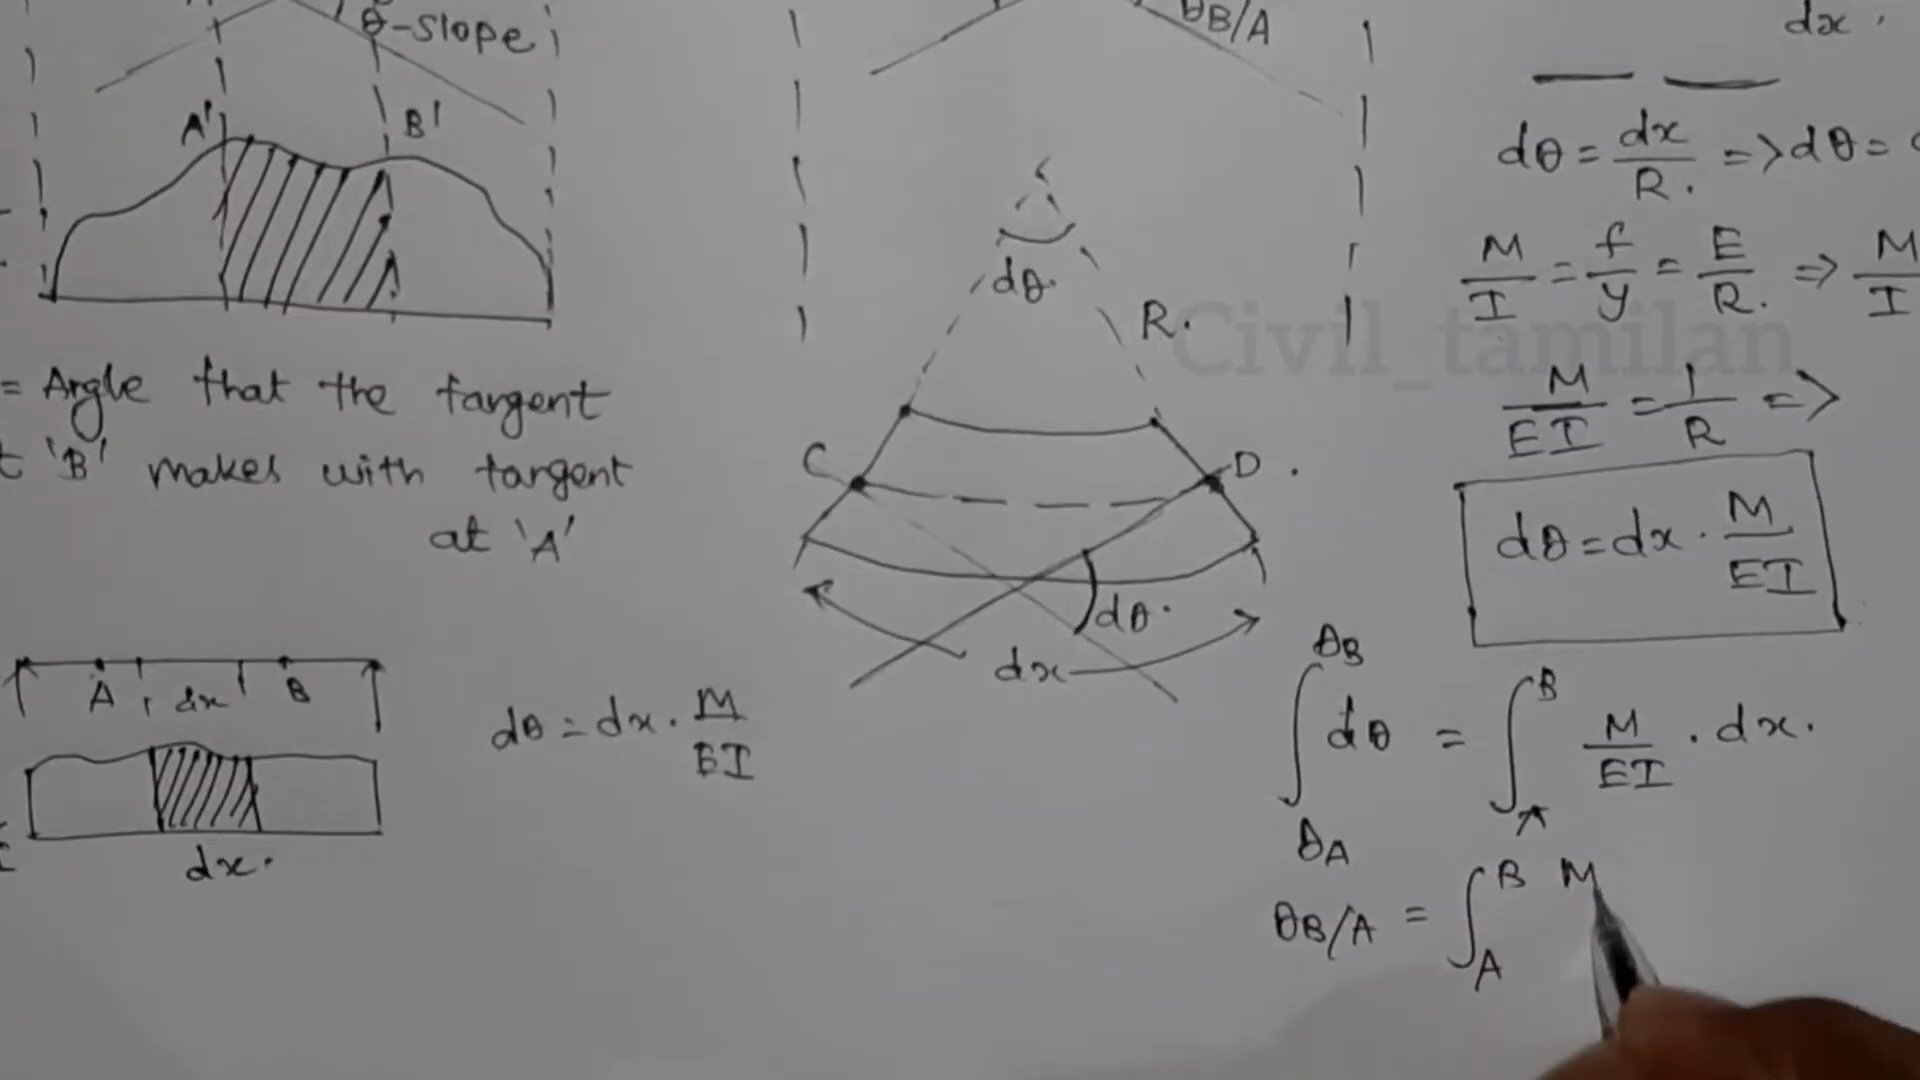 θ-slope
A' B'
= Angle that the tangent
'B' makes with tangent
at 'A'
A dx B
dx.
dθ = dx . M/EI
θB/A
dθ.
R.
C D .
dθ.
dx
dx .
dθ = dx/R. => dθ =
M/I = f/y = E/R. => M/I
M/EI = 1/R =>
dθ = dx . M/EI
∫θA^θB dθ = ∫A^B M/EI . dx.
θB/A = ∫A^B M
Civil_tamilan